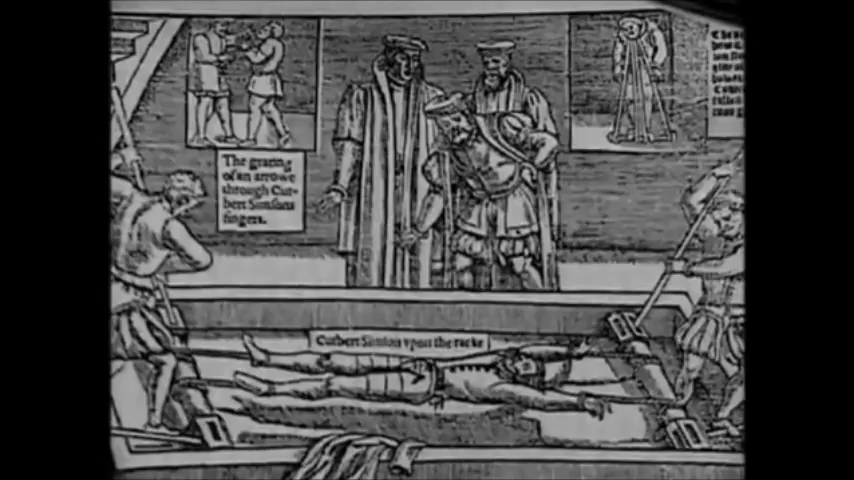 The grating
of an arrowe
through Cut-
bert Simsons
fingers.
Cutbert Simson vpon the racke